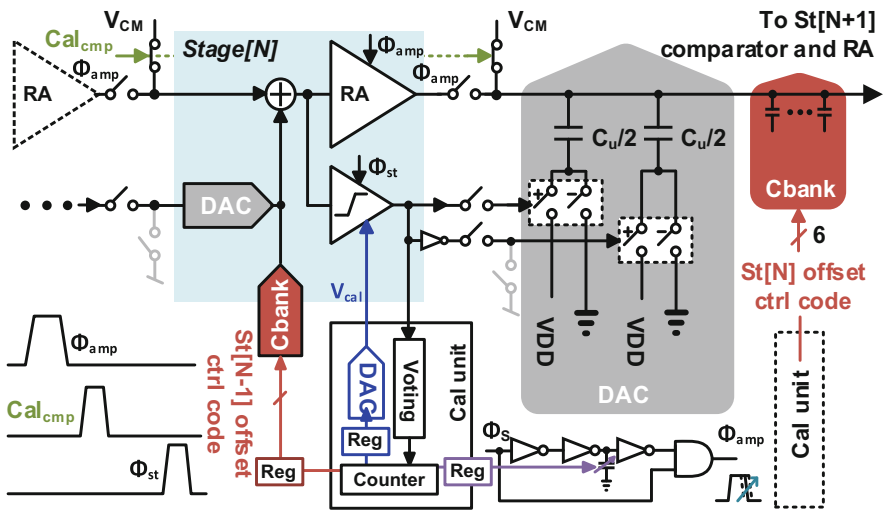 V_CM
V_CM
To St[N+1]
comparator and RA
Cal_cmp
Stage[N]
Φ_amp
Φ_amp
Φ_amp
RA
RA
C_u/2
C_u/2
Φ_st
Cbank
DAC
+
-
+
-
6
St[N] offset
ctrl code
V_cal
Cbank
VDD
VDD
DAC
Φ_amp
St[N-1] offset
ctrl code
DAC
Voting
Cal unit
Cal unit
Cal_cmp
Reg
Φ_S
Φ_amp
Φ_st
Reg
Counter
Reg